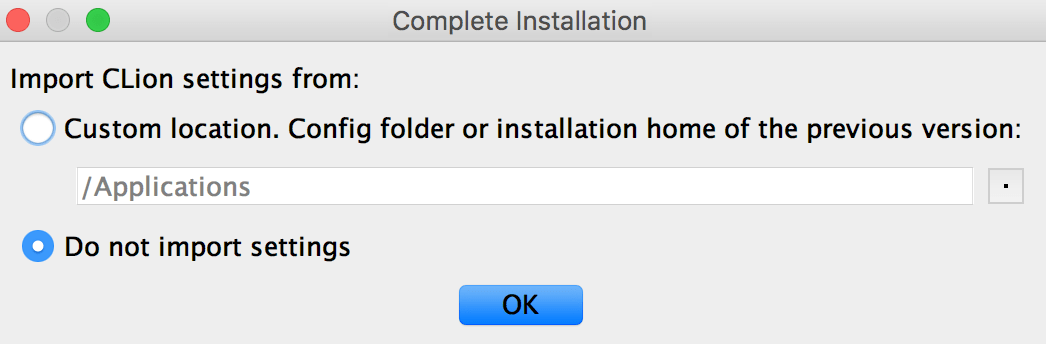 Complete Installation
Import CLion settings from:
Custom location. Config folder or installation home of the previous version:
/Applications
.
Do not import settings
OK